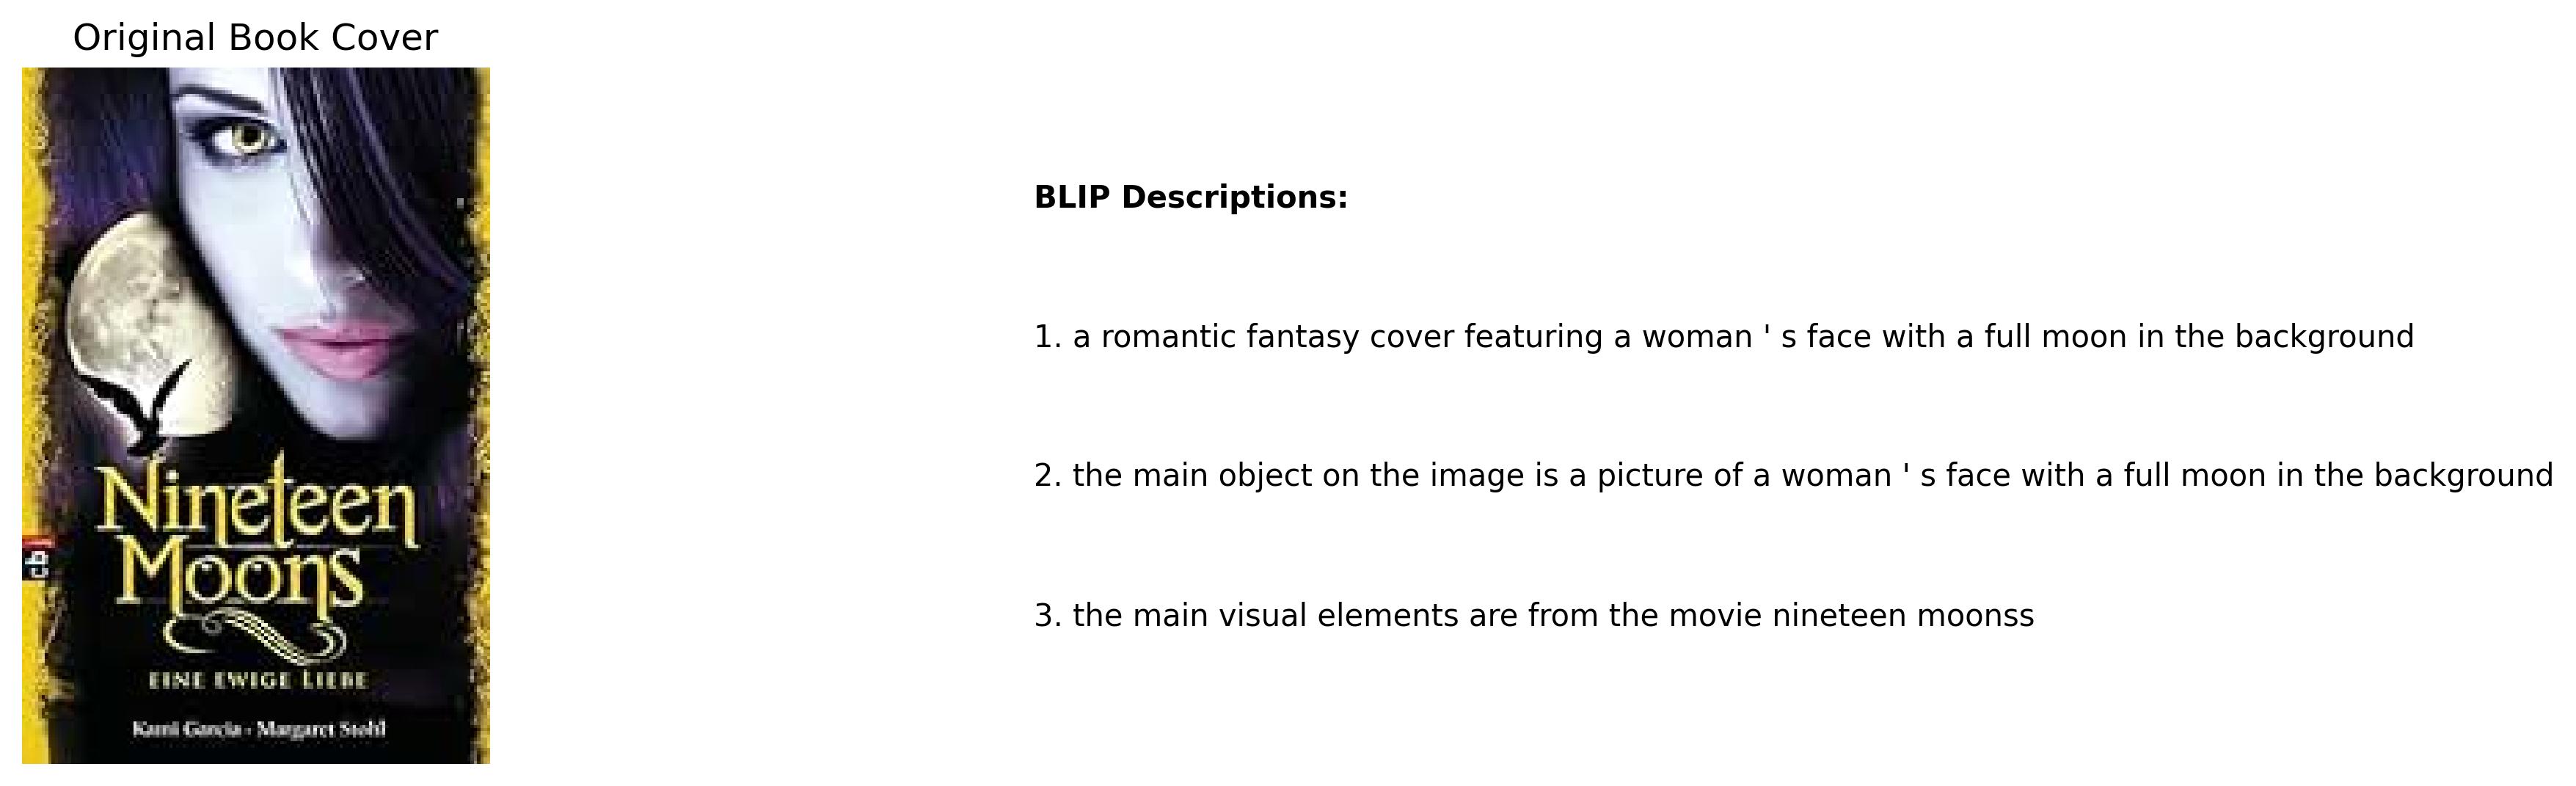 Original Book Cover
Nineteen
Moons
EINE EWIGE LIEBE
Kami Garcia - Margaret Stohl
cbj
BLIP Descriptions:
1. a romantic fantasy cover featuring a woman ' s face with a full moon in the background
2. the main object on the image is a picture of a woman ' s face with a full moon in the background
3. the main visual elements are from the movie nineteen moonss